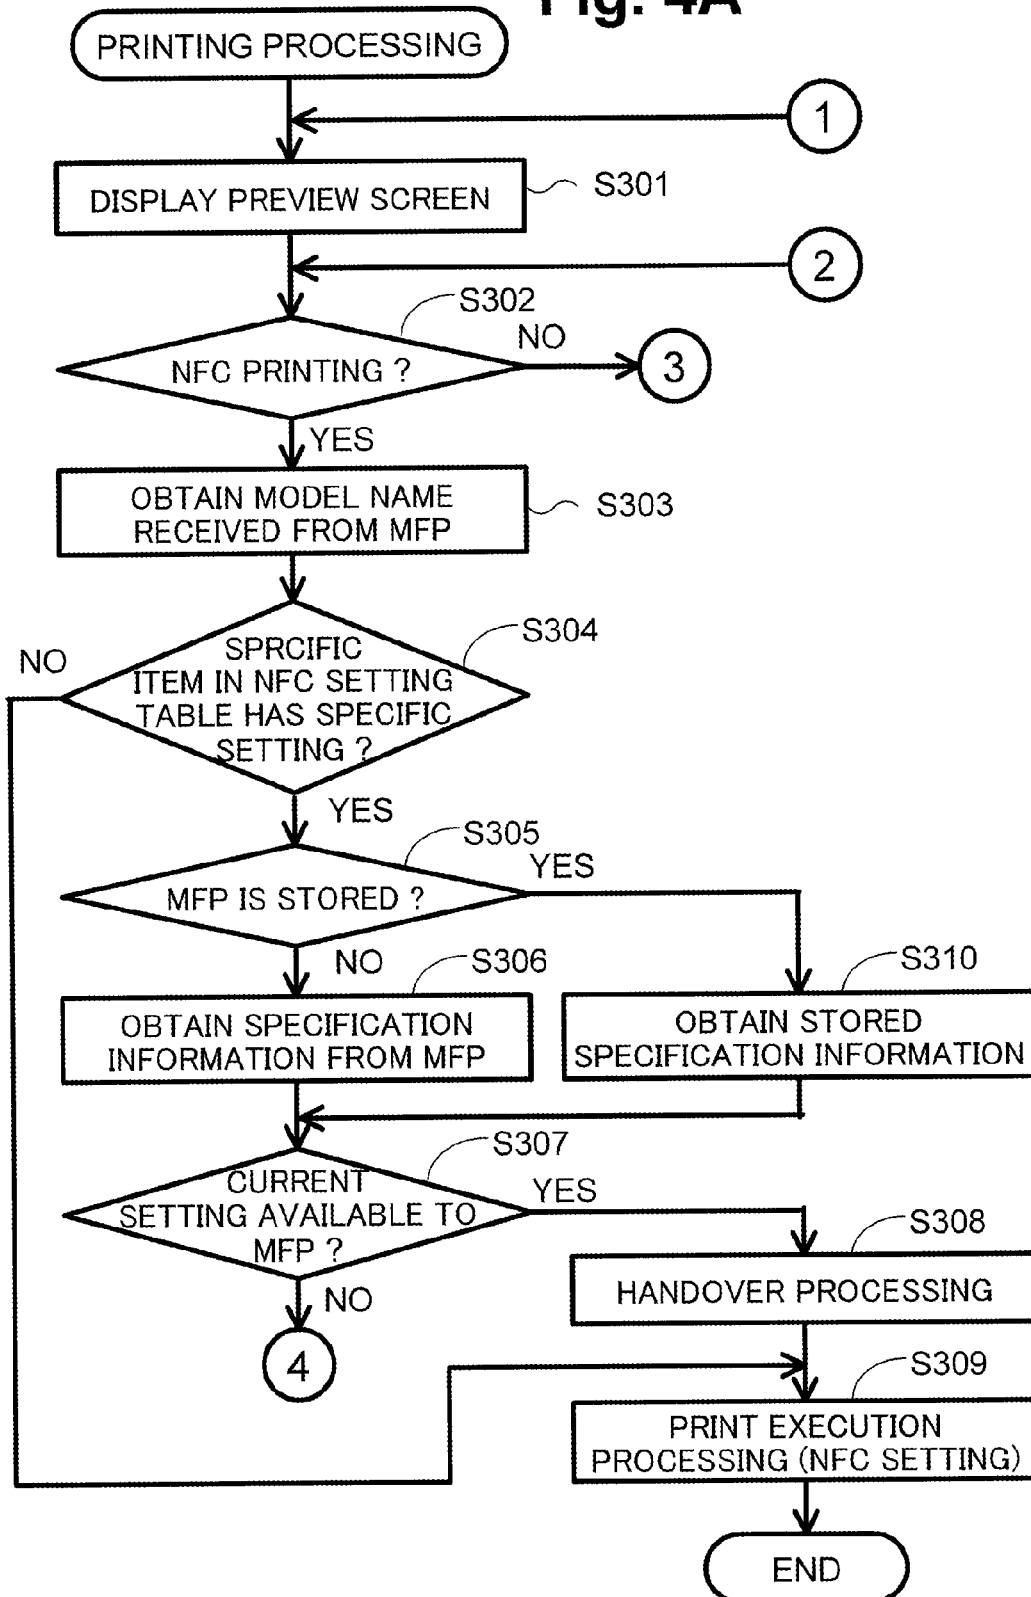 Fig. 4A
PRINTING PROCESSING
1
DISPLAY PREVIEW SCREEN
S301
2
S302
NFC PRINTING ?
NO
3
YES
OBTAIN MODEL NAME
RECEIVED FROM MFP
S303
S304
NO
SPRCIFIC
ITEM IN NFC SETTING
TABLE HAS SPECIFIC
SETTING ?
YES
S305
MFP IS STORED ?
YES
NO
S306
OBTAIN SPECIFICATION
INFORMATION FROM MFP
S310
OBTAIN STORED
SPECIFICATION INFORMATION
S307
CURRENT
SETTING AVAILABLE TO
MFP ?
YES
NO
4
S308
HANDOVER PROCESSING
S309
PRINT EXECUTION
PROCESSING (NFC SETTING)
END